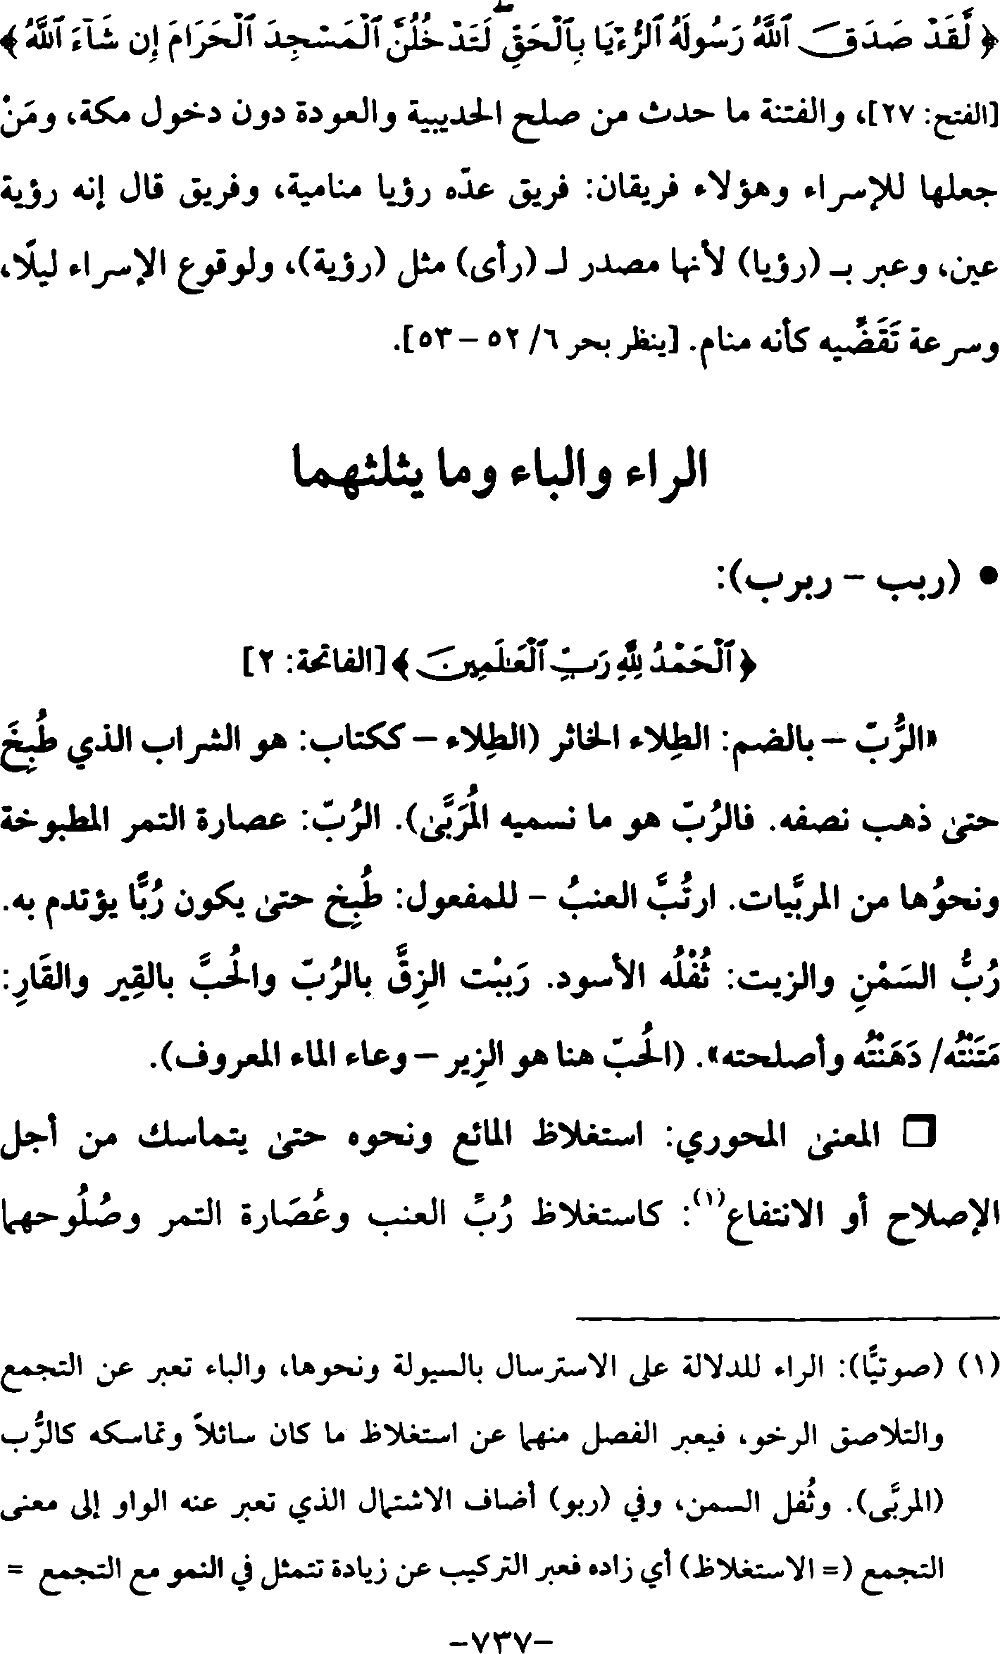 ﴿ لَّقَدْ صَدَقَ ٱللَّهُ رَسُولَهُ ٱلرُّءْيَا بِٱلْحَقِّ ۖ لَتَدْخُلُنَّ ٱلْمَسْجِدَ ٱلْحَرَامَ إِن شَآءَ ٱللَّهُ ﴾
[الفتح: ٢٧]، والفتنة ما حدث من صلح الحديبية والعودة دون دخول مكة، ومَنْ
جعلها للإسراء وهؤلاء فريقان: فريق عدّه رؤيا منامية، وفريق قال إنه رؤية
عين، وعبر بـ (رؤيا) لأنها مصدر لـ (رأى) مثل (رؤية)، ولوقوع الإسراء ليلًا،
وسرعة تَقَضِّيه كأنه منام. [ينظر بحر ٦/ ٥٢ – ٥٣].
الراء والباء وما يثلثهما
• (ربب – ربرب):
﴿ ٱلْحَمْدُ لِلَّهِ رَبِّ ٱلْعَٰلَمِينَ ﴾ [الفاتحة: ٢]
«الرُّبّ – بالضم: الطِلاء الخاثر (الطِلاء – ككتاب: هو الشراب الذي طُبِخَ
حتىٰ ذهب نصفه. فالرُبّ هو ما نسميه المُرَبَّىٰ). الرُبّ: عصارة التمر المطبوخة
ونحوُها من المربَّيات. ارتُبَّ العنبُ – للمفعول: طُبِخ حتىٰ يكون رُبًّا يؤتدم به.
رُبُّ السَمْنِ والزيت: ثُفْلُه الأسود. رَببْت الزِقَّ بالرُبّ والحُبَّ بالقِير والقَارِ:
مَتَنْتُه/ دَهَنْتُه وأصلحته». (الحُبّ هنا هو الزِير – وعاء الماء المعروف).
❒ المعنىٰ المحوري: استغلاظ المائع ونحوه حتىٰ يتماسك من أجل
الإصلاح أو الانتفاع(١): كاستغلاظ رُبِّ العنب وعُصَارة التمر وصُلُوحهما
(١) (صوتيًّا): الراء للدلالة على الاسترسال بالسيولة ونحوها، والباء تعبر عن التجمع
والتلاصق الرخو، فيعبر الفصل منهما عن استغلاظ ما كان سائلاً وتماسكه كالرُّب
(المربَّى). وثُفل السمن، وفي (ربو) أضاف الاشتمال الذي تعبر عنه الواو إلى معنى
التجمع (= الاستغلاظ) أي زاده فعبر التركيب عن زيادة تتمثل في النمو مع التجمع =
–٧٣٧–